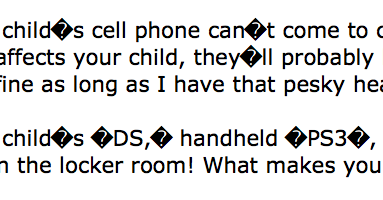 child�s cell phone can�t come to
affects your child, they�ll probably
fine as long as I have that pesky
child�s �DS,� handheld �PS3�,
the locker room! What makes you